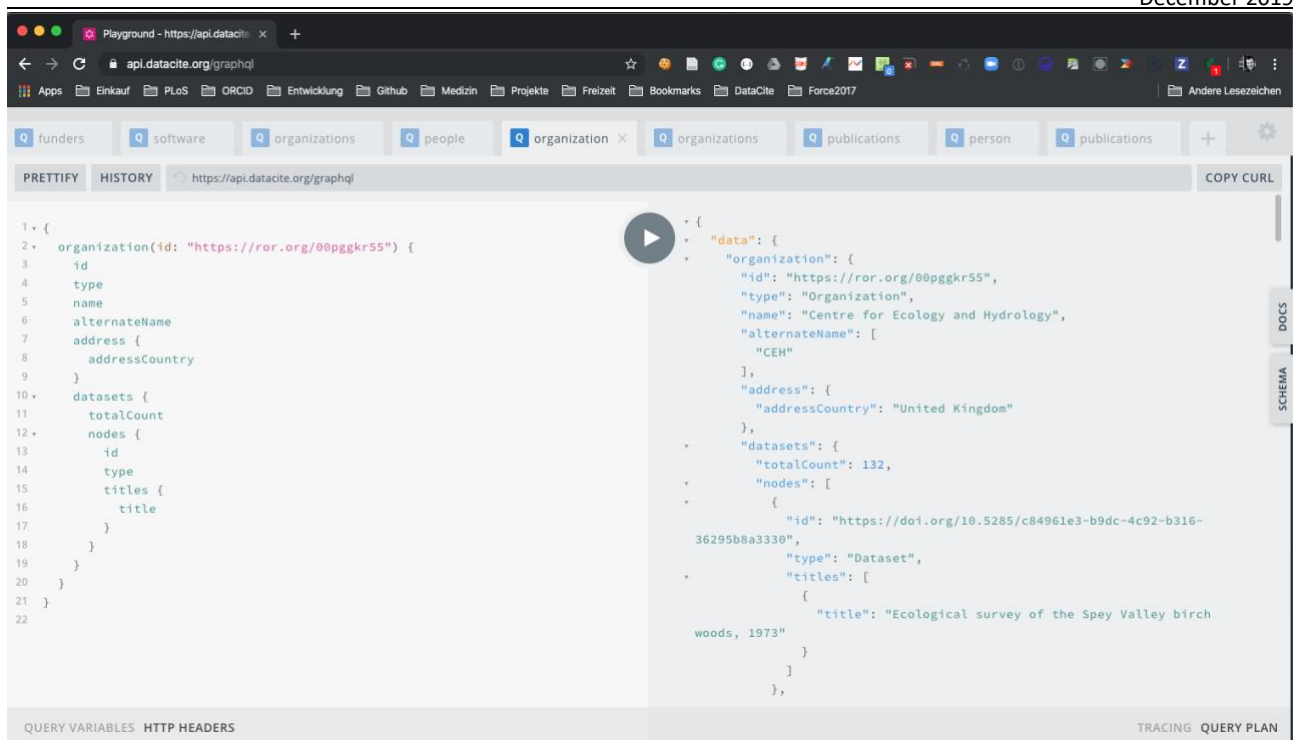 December 2019
Playground - https://api.datacite
api.datacite.org/graphql
Apps Einkauf PLoS ORCID Entwicklung Github Medizin Projekte Freizeit Bookmarks DataCite Force2017 Andere Lesezeichen
Q funders Q software Q organizations Q people Q organization × Q organizations Q publications Q person Q publications +
PRETTIFY HISTORY https://api.datacite.org/graphql COPY CURL
1 {
2 organization(id: "https://ror.org/00pggkr55") {
3 id
4 type
5 name
6 alternateName
7 address {
8 addressCountry
9 }
10 datasets {
11 totalCount
12 nodes {
13 id
14 type
15 titles {
16 title
17 }
18 }
19 }
20 }
21 }
22
{
"data": {
"organization": {
"id": "https://ror.org/00pggkr55",
"type": "Organization",
"name": "Centre for Ecology and Hydrology",
"alternateName": [
"CEH"
],
"address": {
"addressCountry": "United Kingdom"
},
"datasets": {
"totalCount": 132,
"nodes": [
{
"id": "https://doi.org/10.5285/c84961e3-b9dc-4c92-b316-
36295b8a3330",
"type": "Dataset",
"titles": [
{
"title": "Ecological survey of the Spey Valley birch
woods, 1973"
}
]
},
DOCS
SCHEMA
QUERY VARIABLES HTTP HEADERS TRACING QUERY PLAN